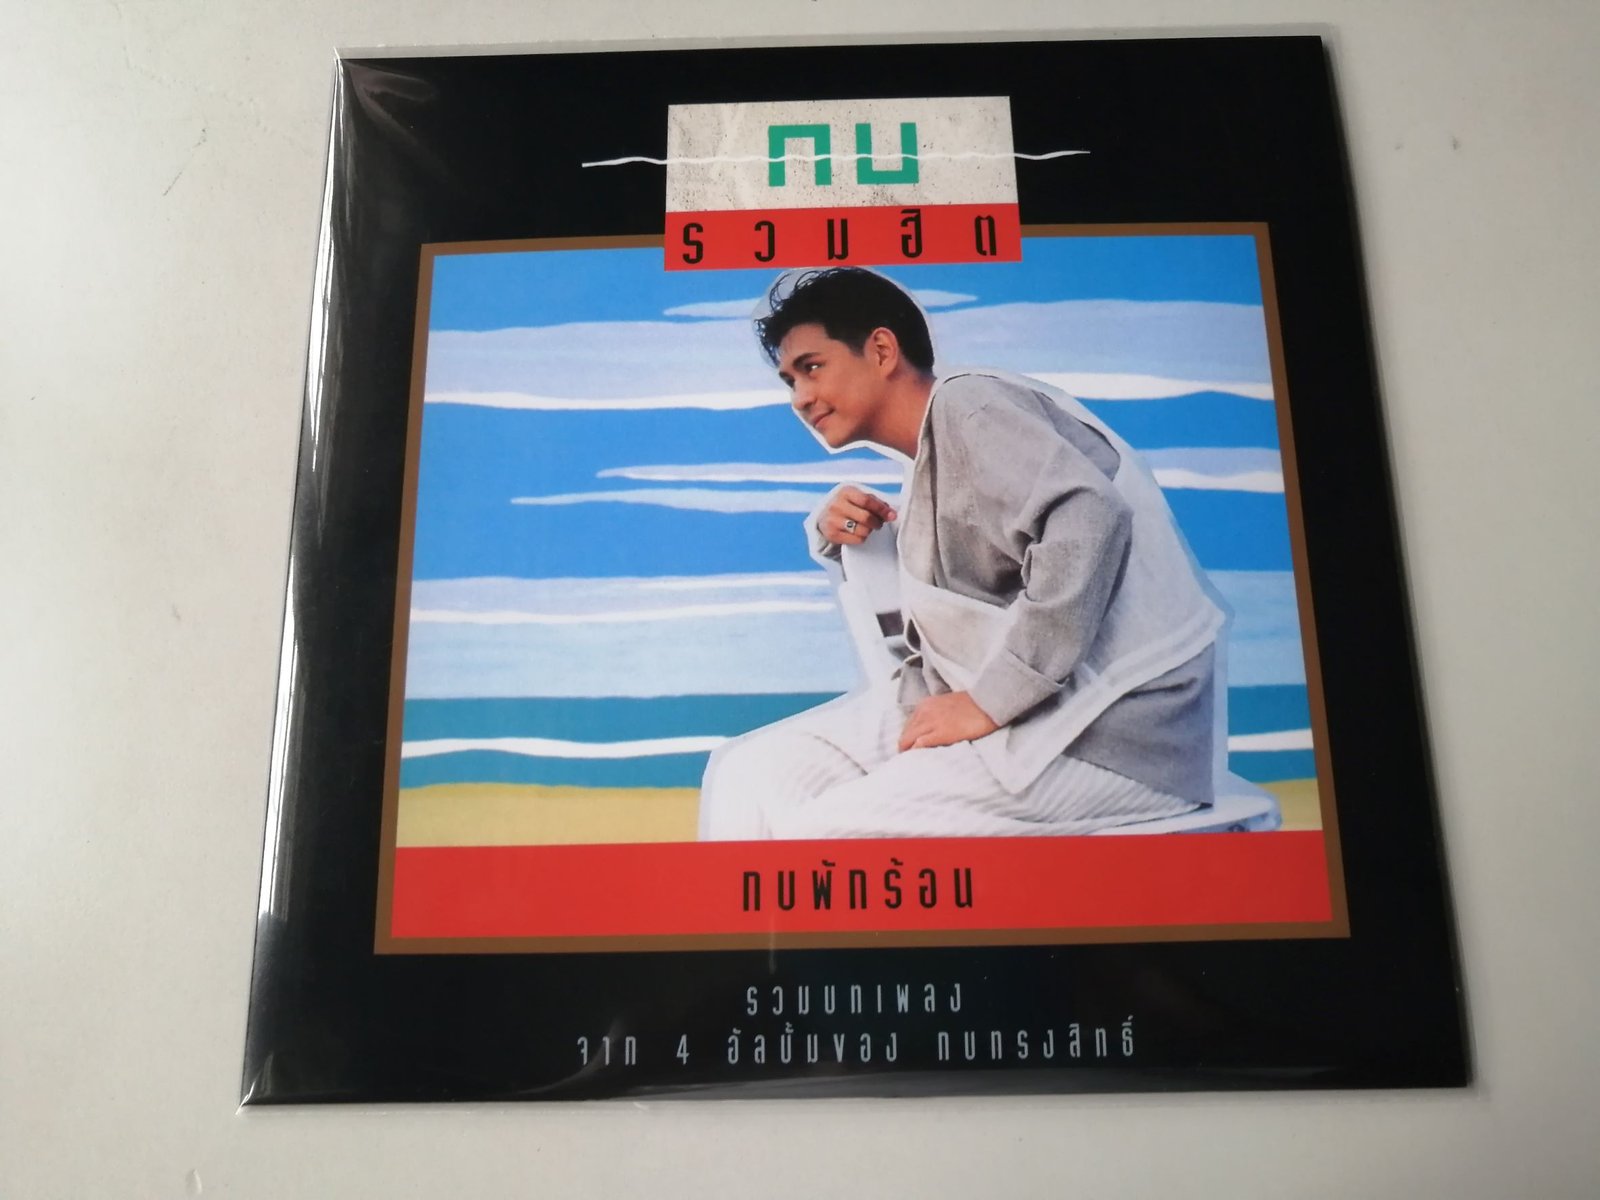 กบ
รวมฮิต
กบพักร้อน
รวมบทเพลง
จาก 4 อัลบั้มของ กบทรงสิทธิ์